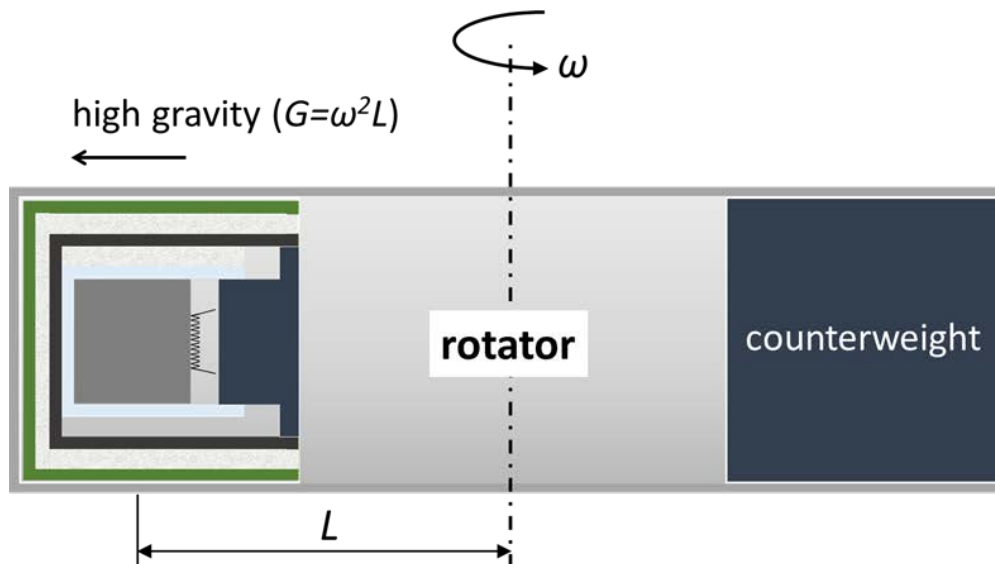 ω
high gravity (G=ω²L)
rotator
counterweight
L